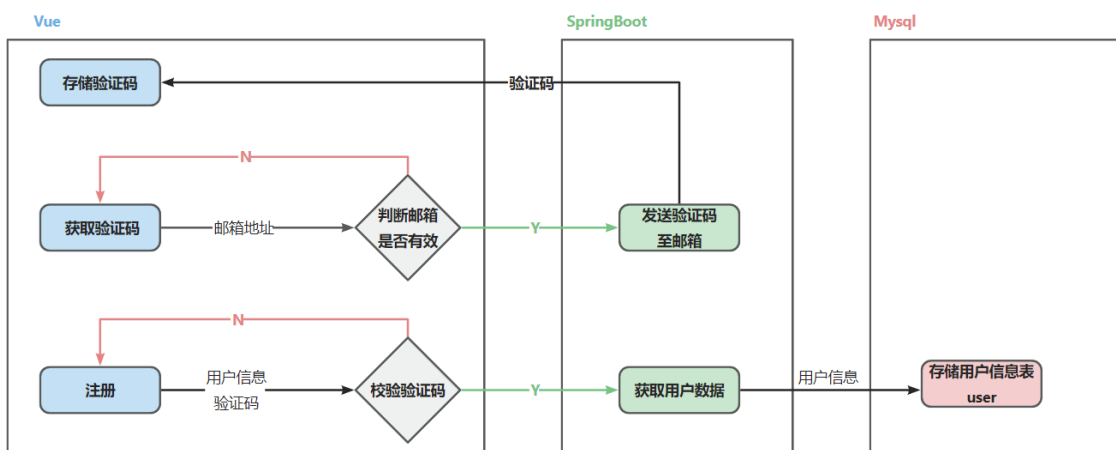 Vue
SpringBoot
Mysql
存储验证码
验证码
N
获取验证码
邮箱地址
判断邮箱
是否有效
Y
发送验证码
至邮箱
N
注册
用户信息
验证码
校验验证码
Y
获取用户数据
用户信息
存储用户信息表
user